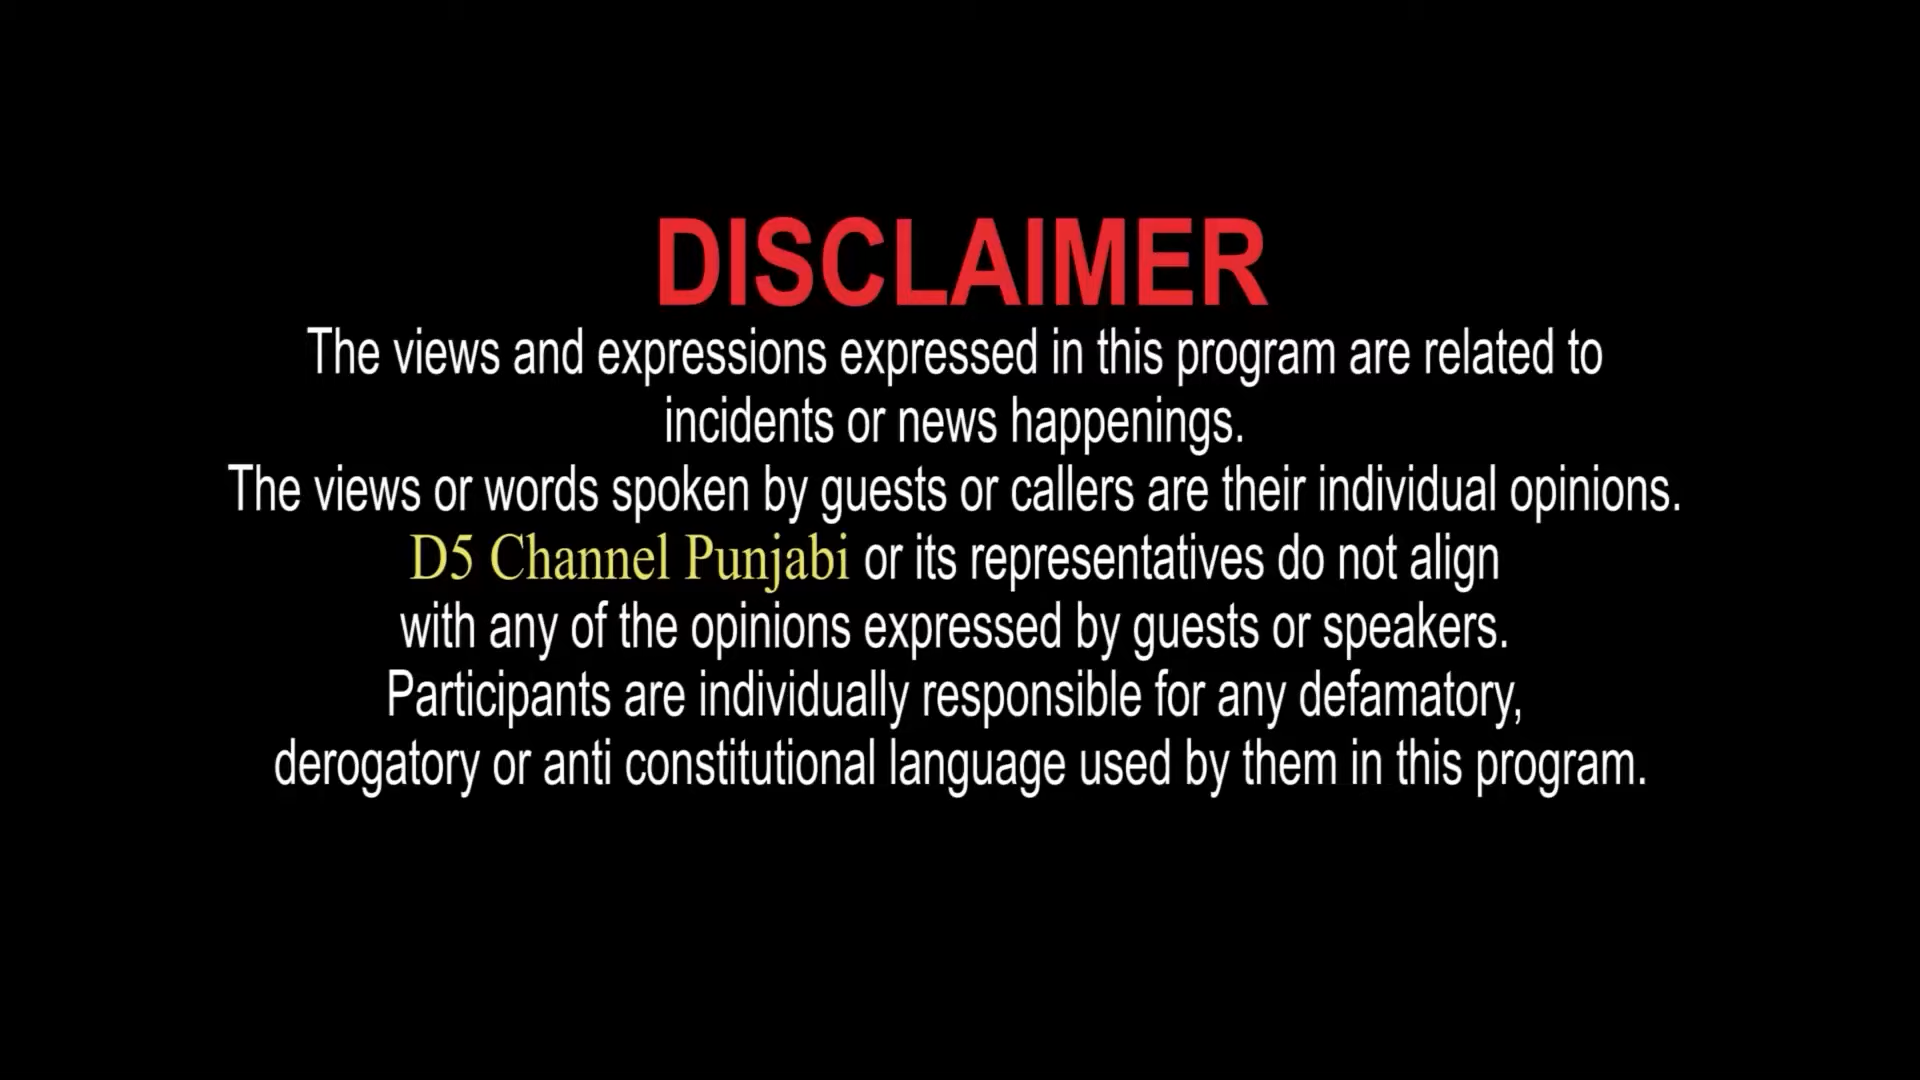 DISCLAIMER
The views and expressions expressed in this program are related to
incidents or news happenings.
The views or words spoken by guests or callers are their individual opinions.
D5 Channel Punjabi or its representatives do not align
with any of the opinions expressed by guests or speakers.
Participants are individually responsible for any defamatory,
derogatory or anti constitutional language used by them in this program.